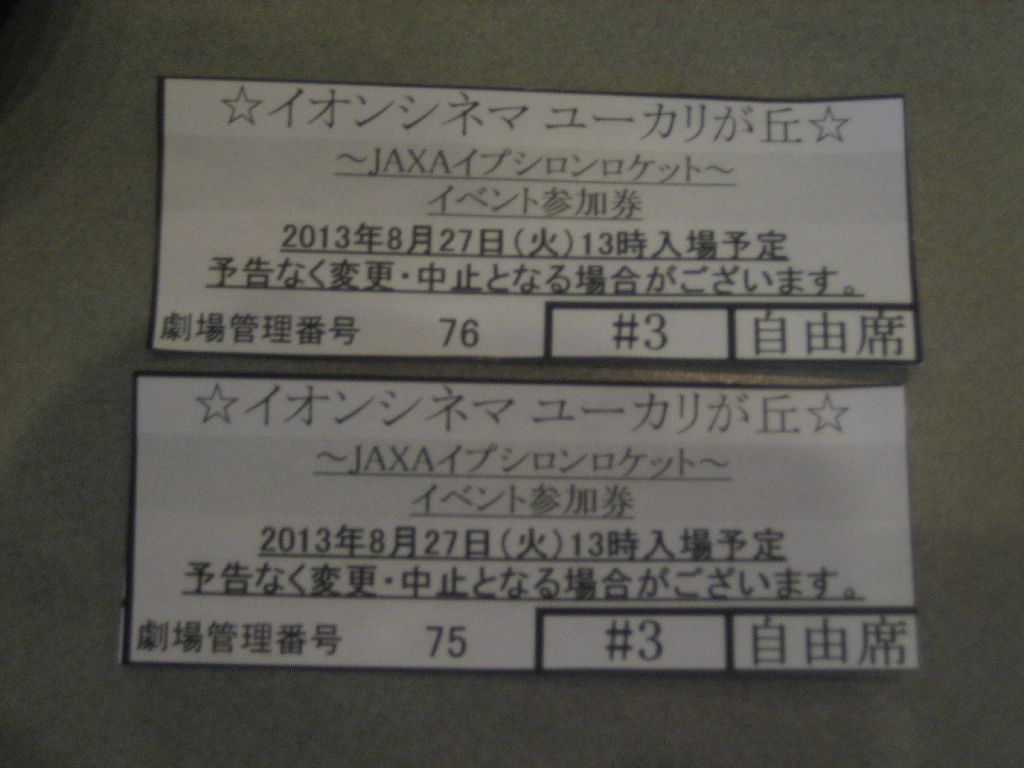 ☆イオンシネマ ユーカリが丘☆
～JAXAイプシロンロケット～
イベント参加券
2013年8月27日(火)13時入場予定
予告なく変更・中止となる場合がございます。
劇場管理番号 76 #3 自由席
☆イオンシネマ ユーカリが丘☆
～JAXAイプシロンロケット～
イベント参加券
2013年8月27日(火)13時入場予定
予告なく変更・中止となる場合がございます。
劇場管理番号 75 #3 自由席